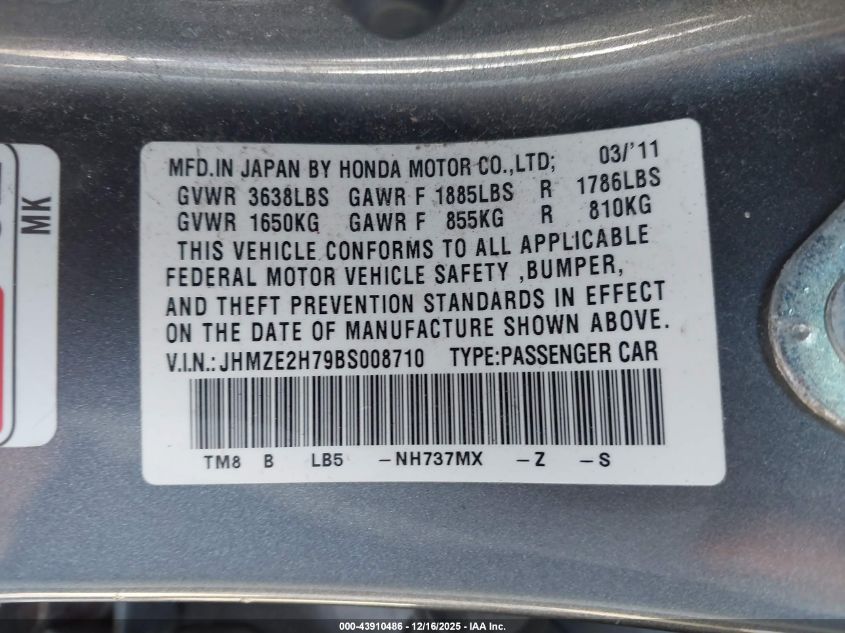 MFD.IN JAPAN BY HONDA MOTOR CO.,LTD; 03/'11
GVWR 3638LBS GAWR F 1885LBS R 1786LBS
GVWR 1650KG GAWR F 855KG R 810KG
THIS VEHICLE CONFORMS TO ALL APPLICABLE
FEDERAL MOTOR VEHICLE SAFETY ,BUMPER,
AND THEFT PREVENTION STANDARDS IN EFFECT
ON THE DATE OF MANUFACTURE SHOWN ABOVE.
V.I.N.: JHMZE2H79BS008710 TYPE:PASSENGER CAR
TM8 B LB5 -NH737MX -Z -S
MK
000-43910486 - 12/16/2025 - IAA Inc.